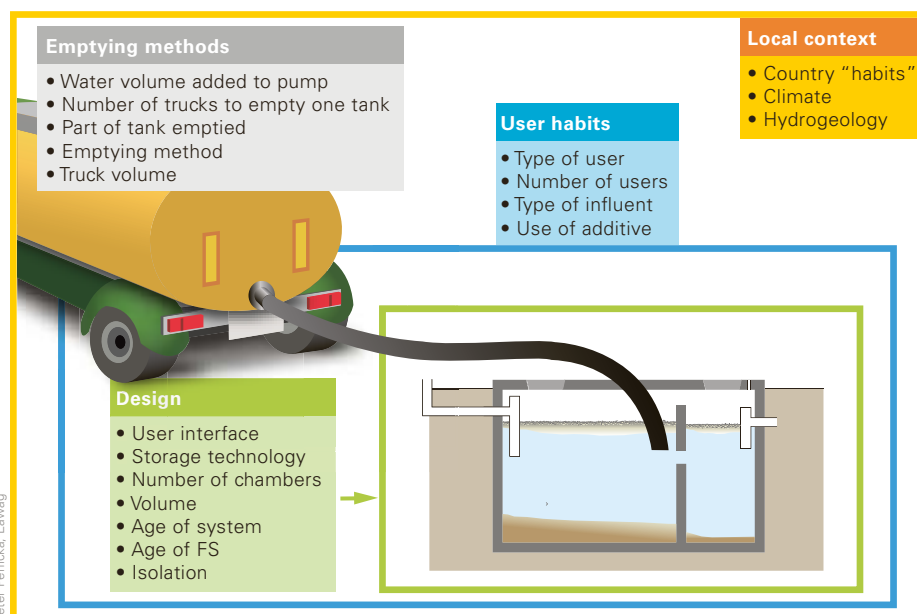 Emptying methods
• Water volume added to pump
• Number of trucks to empty one tank
• Part of tank emptied
• Emptying method
• Truck volume
Local context
• Country “habits”
• Climate
• Hydrogeology
User habits
• Type of user
• Number of users
• Type of influent
• Use of additive
Design
• User interface
• Storage technology
• Number of chambers
• Volume
• Age of system
• Age of FS
• Isolation
Eawag